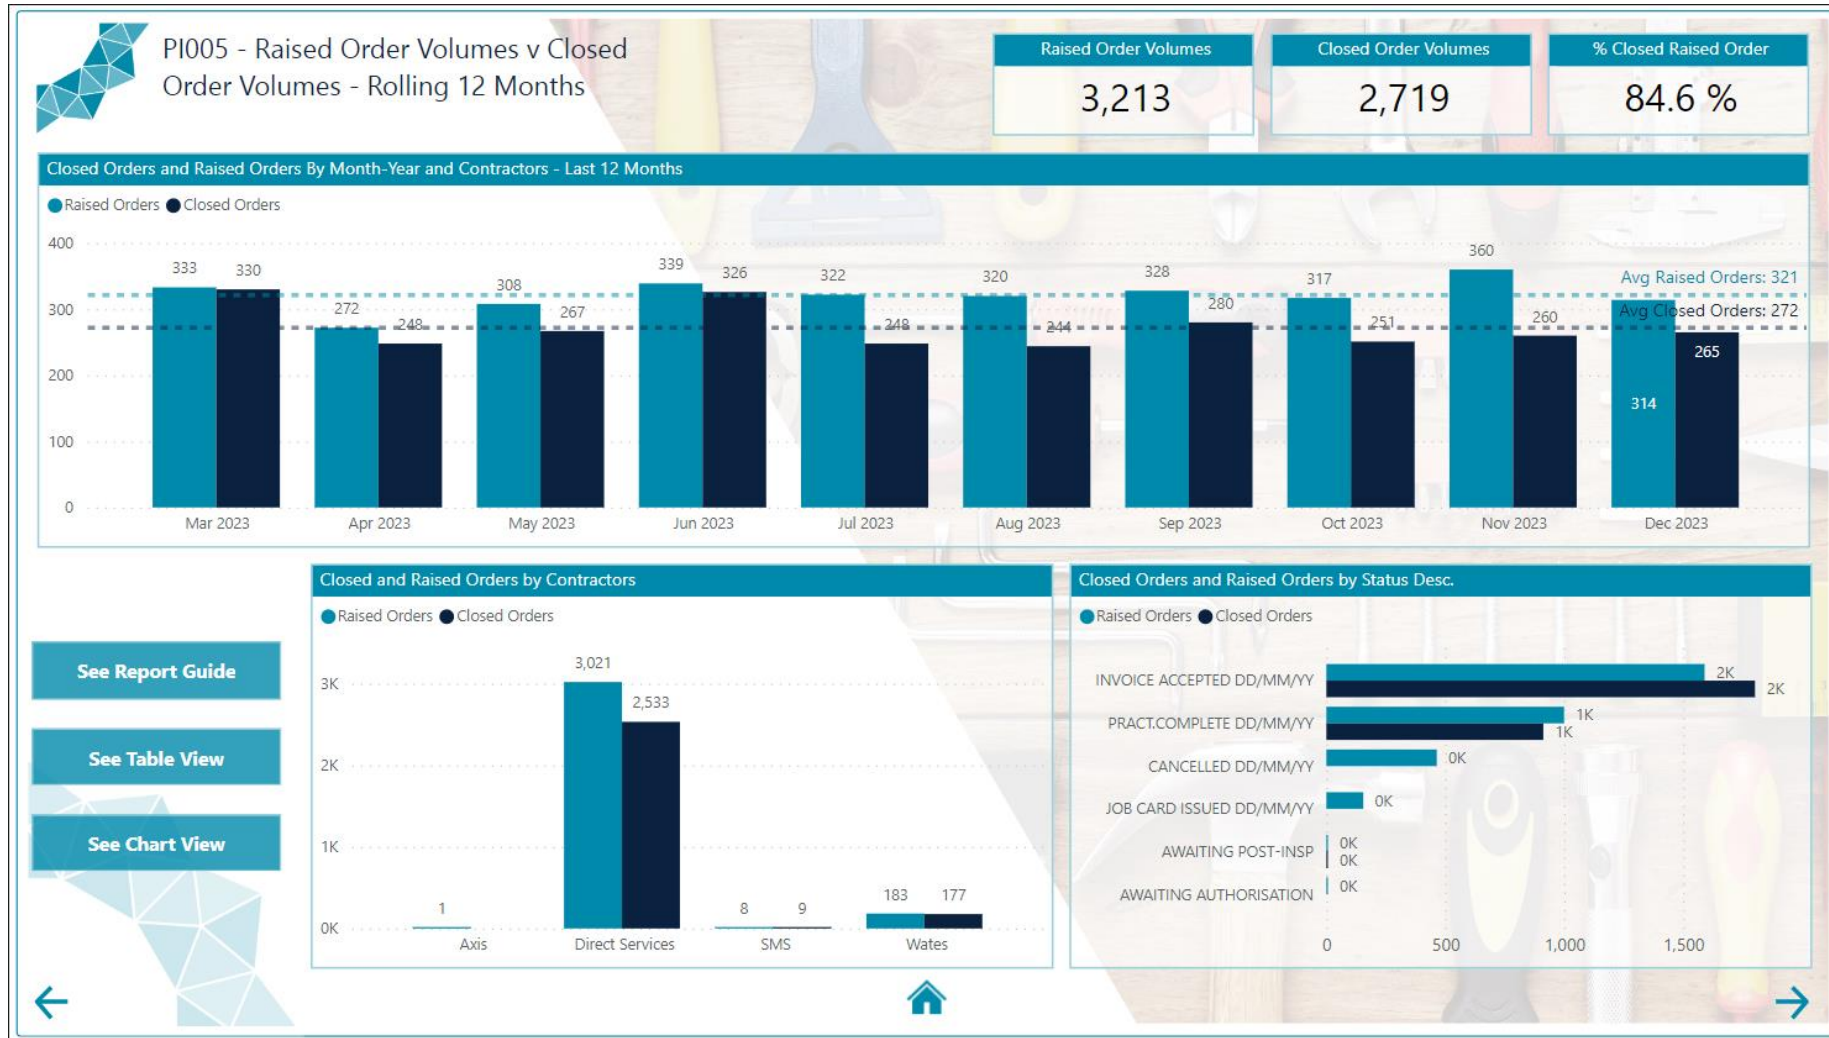 PI005 - Raised Order Volumes v Closed
Order Volumes - Rolling 12 Months
Raised Order Volumes
3,213
Closed Order Volumes
2,719
% Closed Raised Order
84.6 %
Closed Orders and Raised Orders By Month-Year and Contractors - Last 12 Months
Raised Orders Closed Orders
400
300
200
100
0
333 330
272 248
308 267
339 326
322 248
320 244
328 280
317 251
360 260
314 265
Avg Raised Orders: 321
Avg Closed Orders: 272
Mar 2023 Apr 2023 May 2023 Jun 2023 Jul 2023 Aug 2023 Sep 2023 Oct 2023 Nov 2023 Dec 2023
See Report Guide
See Table View
See Chart View
Closed and Raised Orders by Contractors
Raised Orders Closed Orders
3K
2K
1K
0K
1
3,021 2,533
8 9
183 177
Axis Direct Services SMS Wates
Closed Orders and Raised Orders by Status Desc.
Raised Orders Closed Orders
INVOICE ACCEPTED DD/MM/YY 2K
2K
PRACT.COMPLETE DD/MM/YY 1K
1K
CANCELLED DD/MM/YY 0K
JOB CARD ISSUED DD/MM/YY 0K
AWAITING POST-INSP 0K
0K
AWAITING AUTHORISATION 0K
0 500 1,000 1,500